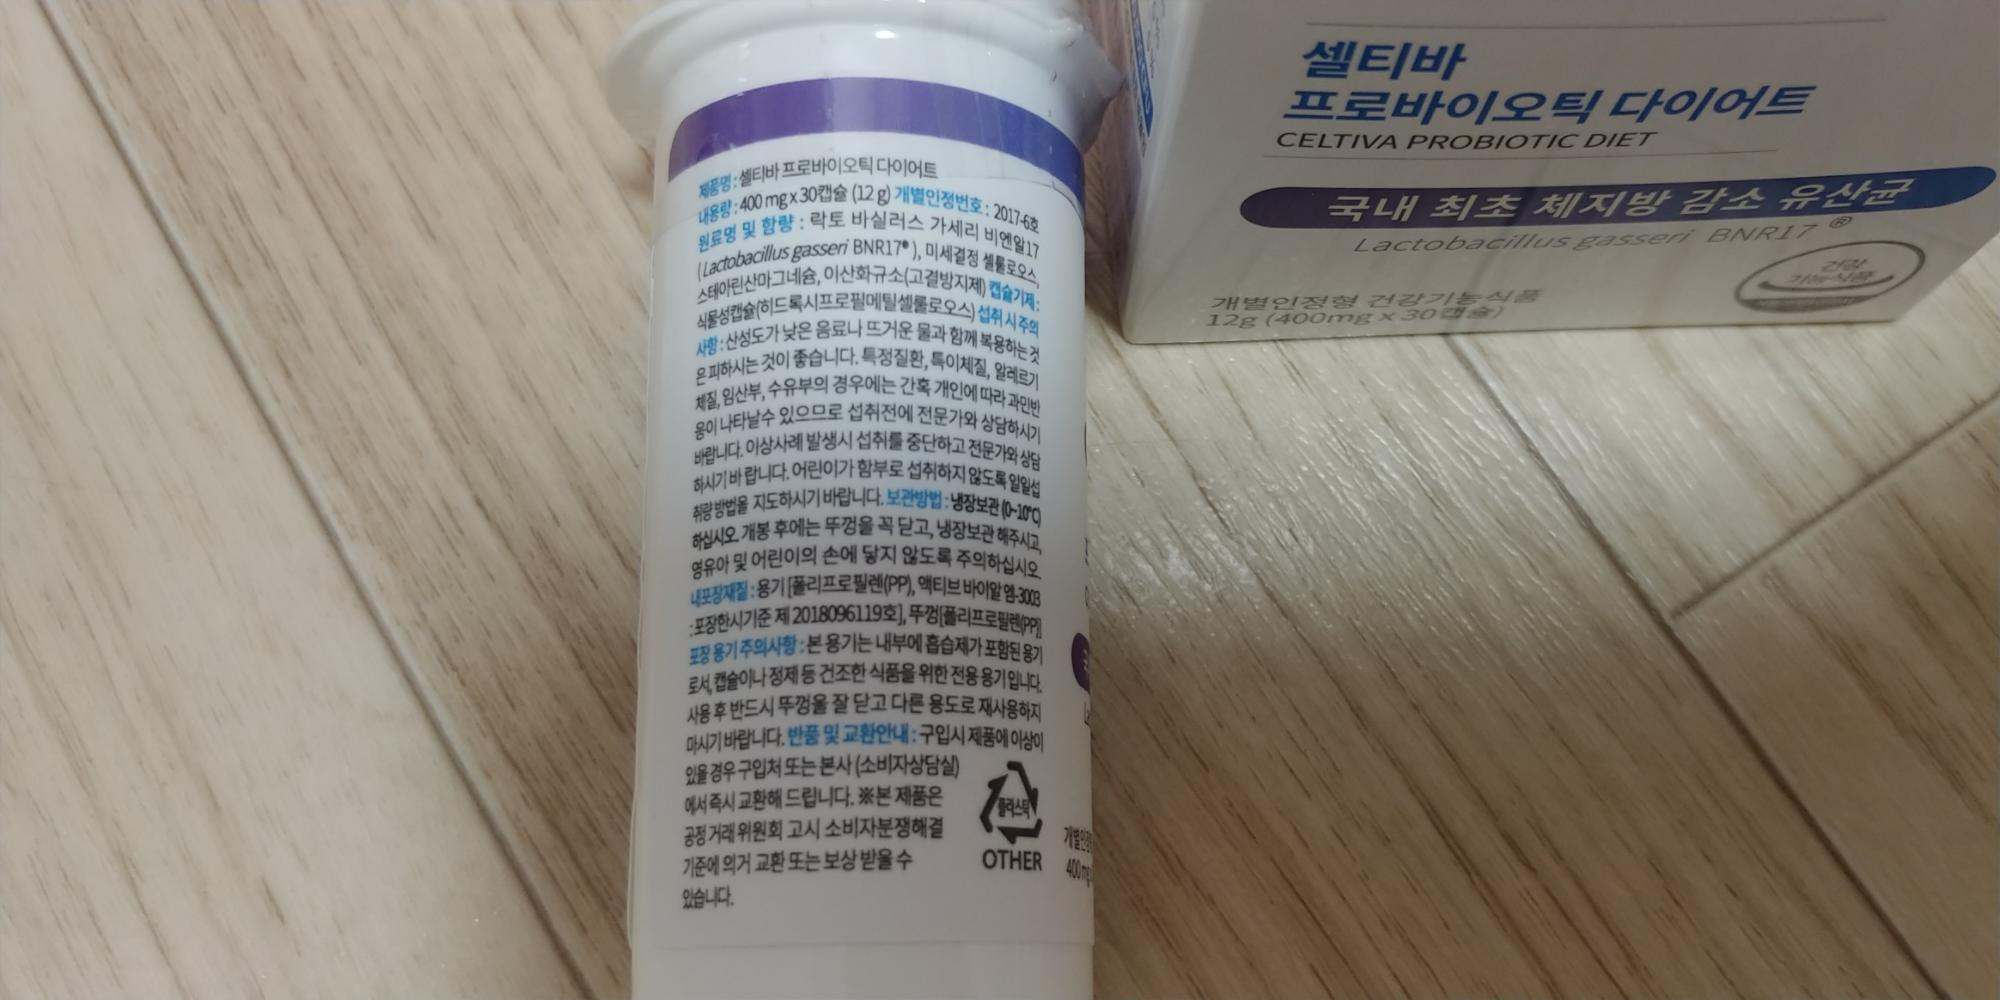 제품명 : 셀티바 프로바이오틱 다이어트
내용량 : 400 mg x 30캡슐 (12 g) 개별인정번호 : 2017-6호
원료명 및 함량 : 락토 바실러스 가세리 비엔알17
(Lactobacillus gasseri BNR17®), 미세결정 셀룰로오스,
스테아린산마그네슘, 이산화규소(고결방지제) 캡슐기제 :
식물성캡슐(히드록시프로필메틸셀룰로오스) 섭취 시 주의
사항 : 산성도가 낮은 음료나 뜨거운 물과 함께 복용하는 것
은 피하시는 것이 좋습니다. 특정질환, 특이체질, 알레르기
체질, 임산부, 수유부의 경우에는 간혹 개인에 따라 과민반
응이 나타날수 있으므로 섭취전에 전문가와 상담하시기
바랍니다. 이상사례 발생시 섭취를 중단하고 전문가와 상담
하시기 바 랍니다. 어린이가 함부로 섭취하지 않도록 일일섭
취량 방법을 지도하시기 바랍니다. 보관방법 : 냉장보관 (0~10℃)
하십시오. 개봉 후에는 뚜껑을 꼭 닫고, 냉장보관 해주시고,
영유아 및 어린이의 손에 닿지 않도록 주의하십시오.
내포장재질 : 용기 [폴리프로필렌(PP), 액티브 바이알 엠-3003
: 포장한시기준 제 2018096119호], 뚜껑[폴리프로필렌(PP)]
포장 용기 주의사항 : 본 용기는 내부에 흡습제가 포함된 용기
로서, 캡슐이나 정제 등 건조한 식품을 위한 전용 용기 입니다.
사용 후 반드시 뚜껑을 잘 닫고 다른 용도로 재사용하지
마시기 바랍니다. 반품 및 교환안내 : 구입시 제품에 이상이
있을 경우 구입처 또는 본사 (소비자상담실)
에서 즉시 교환해 드립니다. ※본 제품은
공정 거래 위원회 고시 소비자분쟁해결
기준에 의거 교환 또는 보상 받을 수
있습니다.
플라스틱
OTHER
셀티바
프로바이오틱 다이어트
CELTIVA PROBIOTIC DIET
국내 최초 체지방 감소 유산균
Lactobacillus gasseri BNR17 ®
건강
기능식품
개별인정형 건강기능식품
12g (400mg x 30캡슐)
개별인정
400 mg